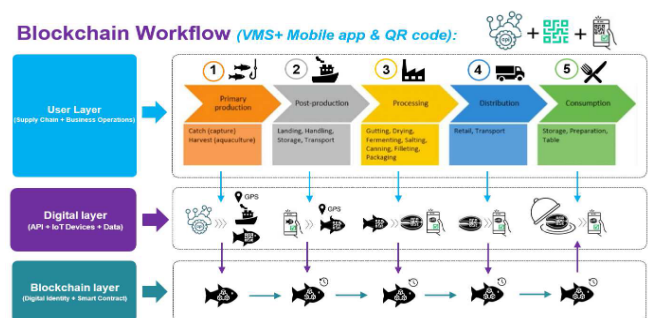 Blockchain Workflow (VMS+ Mobile app & QR code):
User Layer
(Supply Chain + Business Operations)
1
2
3
4
5
Primary
production
Post-production
Processing
Distribution
Consumption
Catch (capture)
Harvest (aquaculture)
Landing, Handling,
Storage, Transport
Gutting, Drying,
Fermenting, Salting,
Canning, Filleting,
Packaging
Retail, Transport
Storage, Preparation,
Table
Digital layer
(API + IoT Devices + Data)
GPS
GPS
Blockchain layer
(Digital Identity + Smart Contract)